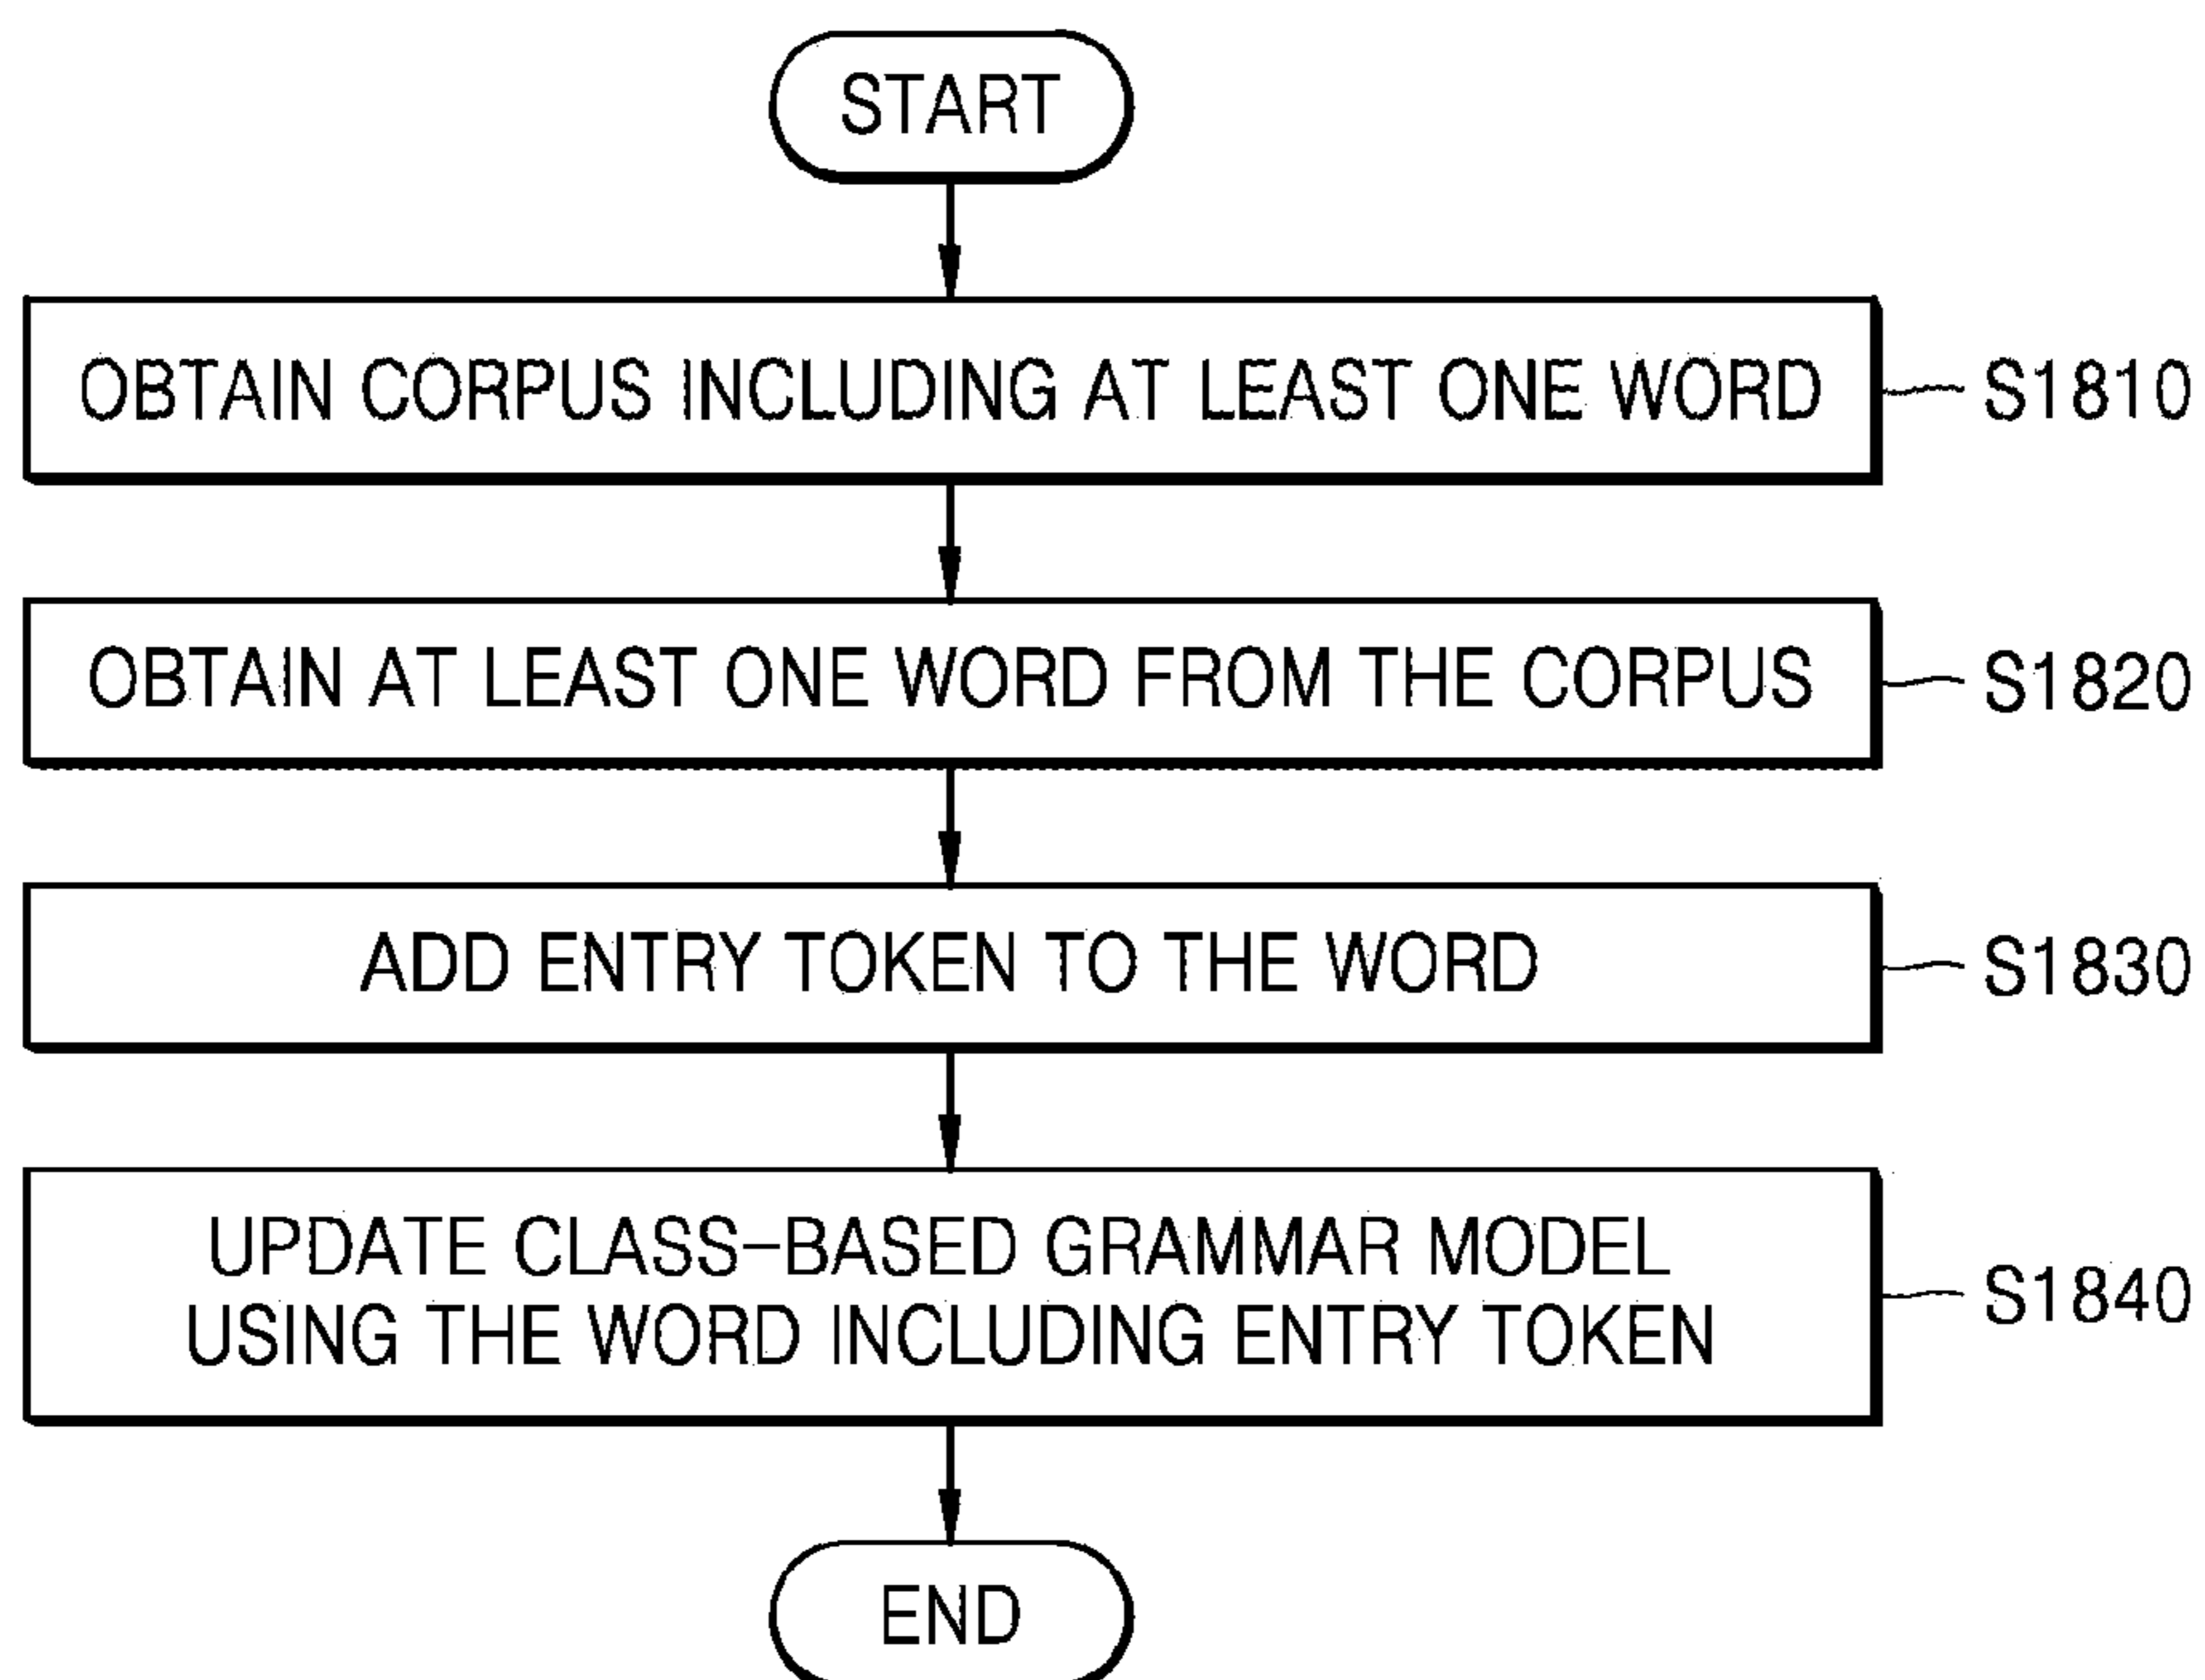 START
OBTAIN CORPUS INCLUDING AT LEAST ONE WORD
S1810
OBTAIN AT LEAST ONE WORD FROM THE CORPUS
S1820
ADD ENTRY TOKEN TO THE WORD
S1830
UPDATE CLASS-BASED GRAMMAR MODEL
USING THE WORD INCLUDING ENTRY TOKEN
S1840
END